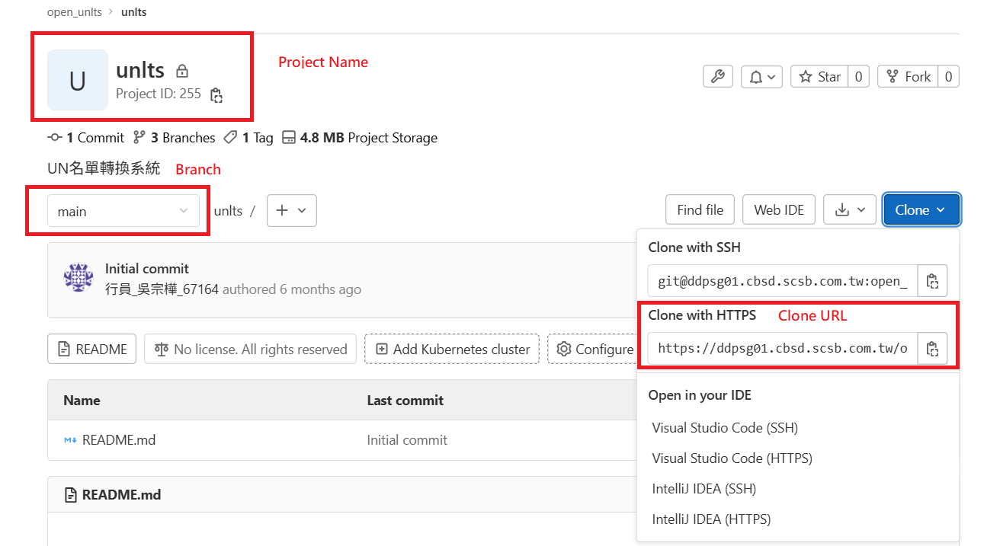 open_unlts > unlts
U
unlts
Project ID: 255
Project Name
Star 0
Fork 0
1 Commit 3 Branches 1 Tag 4.8 MB Project Storage
UN名單轉換系統
Branch
main
unlts /
Find file
Web IDE
Clone
Initial commit
行員_吳宗樺_67164 authored 6 months ago
Clone with SSH
git@ddpsg01.cbsd.scsb.com.tw:open_
Clone with HTTPS
Clone URL
https://ddpsg01.cbsd.scsb.com.tw/o
README
No license. All rights reserved
Add Kubernetes cluster
Configure
Open in your IDE
Visual Studio Code (SSH)
Visual Studio Code (HTTPS)
IntelliJ IDEA (SSH)
IntelliJ IDEA (HTTPS)
Name Last commit
README.md Initial commit
README.md